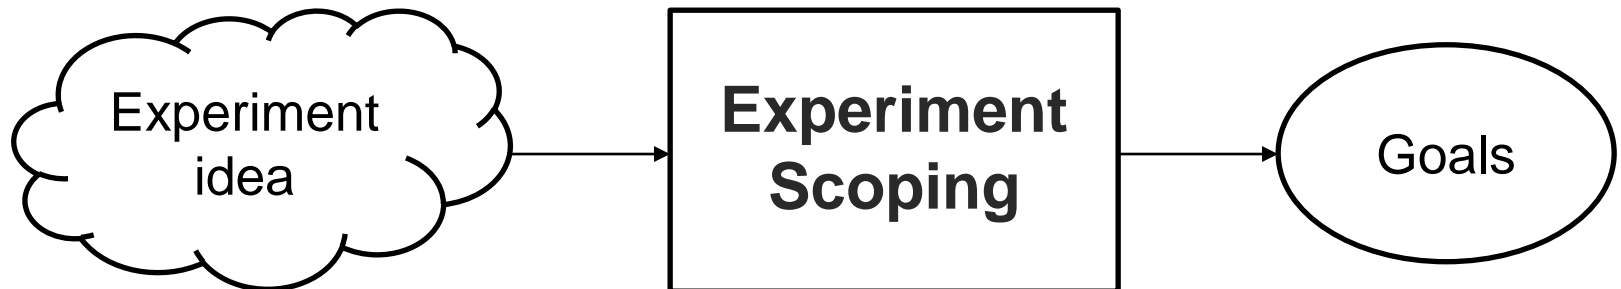 Experiment
idea
Experiment
Scoping
Goals